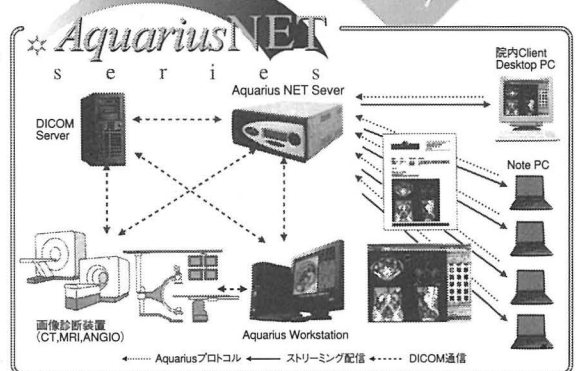 AquariusNET
series
院内Client
Desktop PC
Aquarius NET Sever
DICOM
Server
Note PC
画像診断装置
(CT,MRI,ANGIO)
Aquarius Workstation
Aquariusプロトコル
ストリーミング配信
DICOM通信